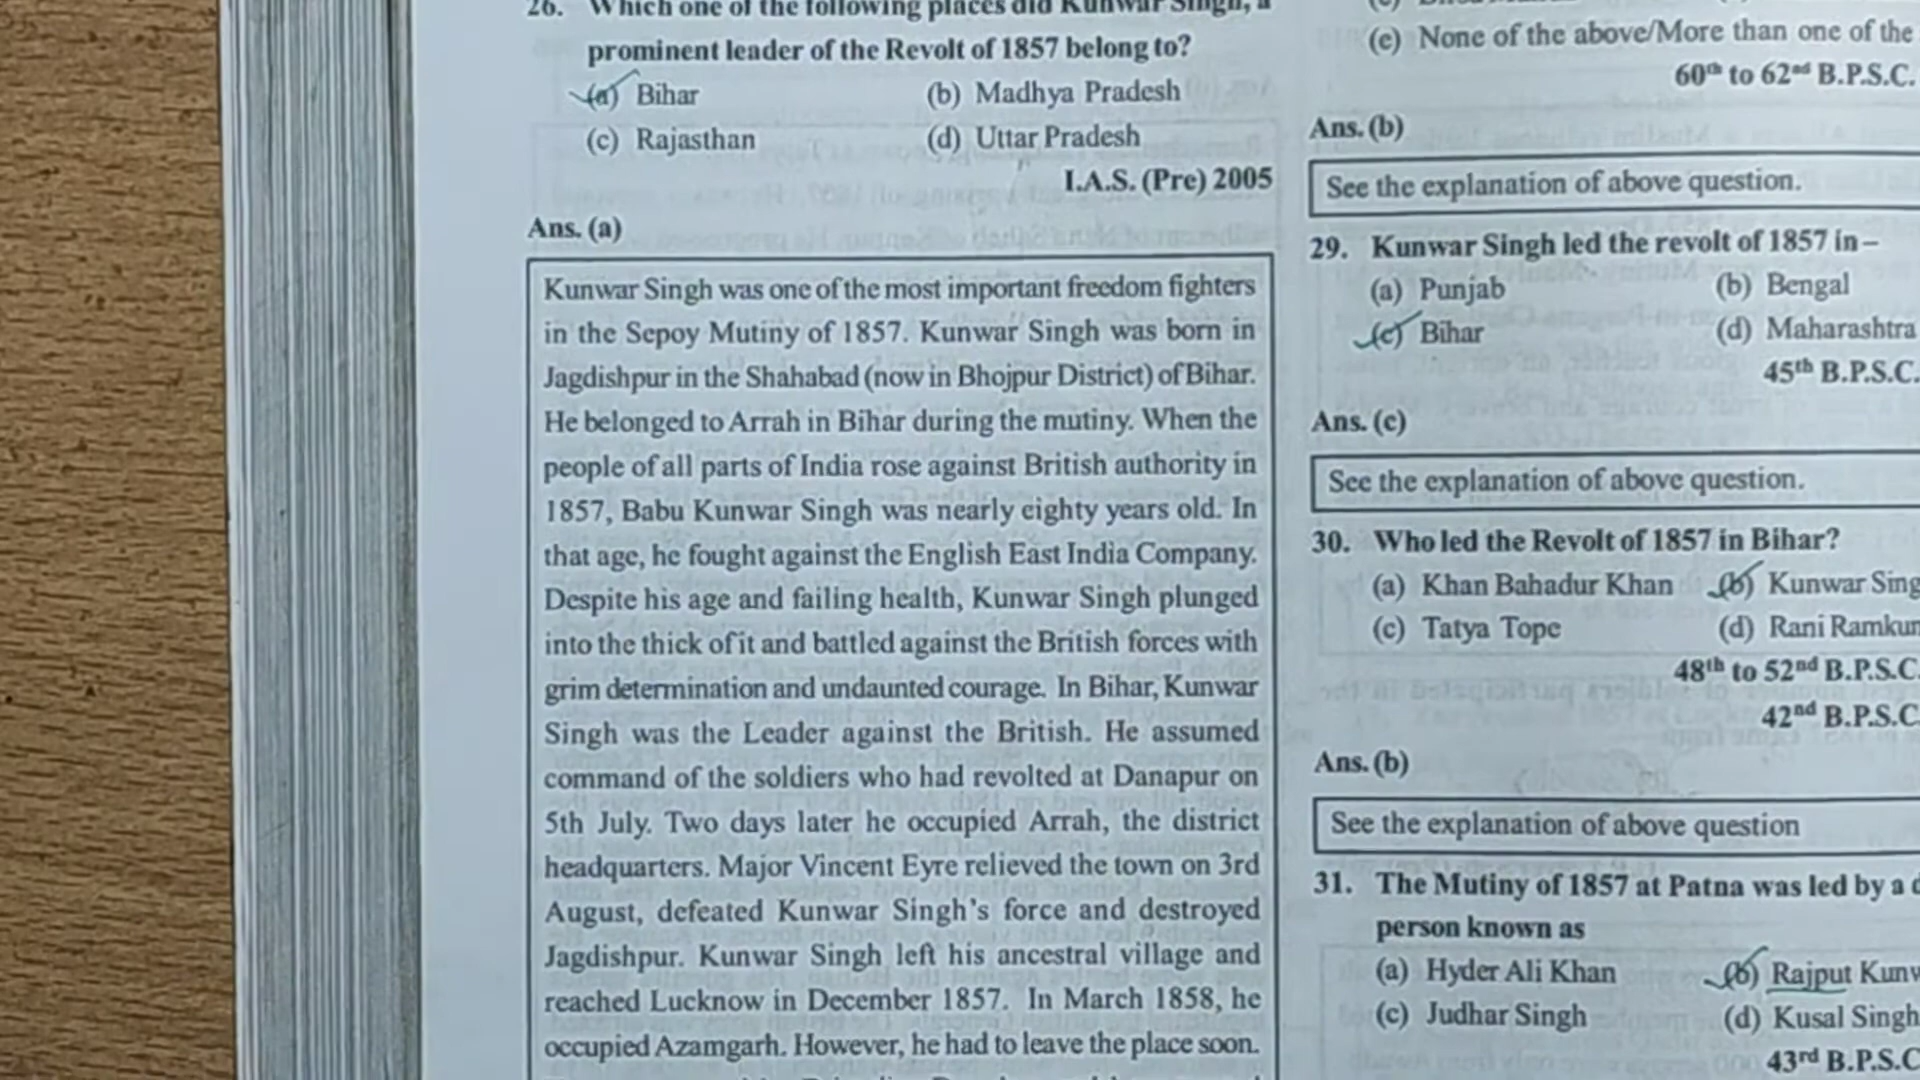 26. Which one of the following places did Kunwar Singh, a
prominent leader of the Revolt of 1857 belong to?
(a) Bihar (b) Madhya Pradesh
(c) Rajasthan (d) Uttar Pradesh
I.A.S. (Pre) 2005
Ans. (a)
Kunwar Singh was one of the most important freedom fighters
in the Sepoy Mutiny of 1857. Kunwar Singh was born in
Jagdishpur in the Shahabad (now in Bhojpur District) of Bihar.
He belonged to Arrah in Bihar during the mutiny. When the
people of all parts of India rose against British authority in
1857, Babu Kunwar Singh was nearly eighty years old. In
that age, he fought against the English East India Company.
Despite his age and failing health, Kunwar Singh plunged
into the thick of it and battled against the British forces with
grim determination and undaunted courage. In Bihar, Kunwar
Singh was the Leader against the British. He assumed
command of the soldiers who had revolted at Danapur on
5th July. Two days later he occupied Arrah, the district
headquarters. Major Vincent Eyre relieved the town on 3rd
August, defeated Kunwar Singh's force and destroyed
Jagdishpur. Kunwar Singh left his ancestral village and
reached Lucknow in December 1857. In March 1858, he
occupied Azamgarh. However, he had to leave the place soon.
(e) None of the above/More than one of the
60th to 62nd B.P.S.C.
Ans. (b)
See the explanation of above question.
29. Kunwar Singh led the revolt of 1857 in–
(a) Punjab (b) Bengal
(c) Bihar (d) Maharashtra
45th B.P.S.C.
Ans. (c)
See the explanation of above question.
30. Who led the Revolt of 1857 in Bihar?
(a) Khan Bahadur Khan (b) Kunwar Sing
(c) Tatya Tope (d) Rani Ramkun
48th to 52nd B.P.S.C.
42nd B.P.S.C
Ans. (b)
See the explanation of above question
31. The Mutiny of 1857 at Patna was led by a
person known as
(a) Hyder Ali Khan (b) Rajput Kunw
(c) Judhar Singh (d) Kusal Singh
43rd B.P.S.C